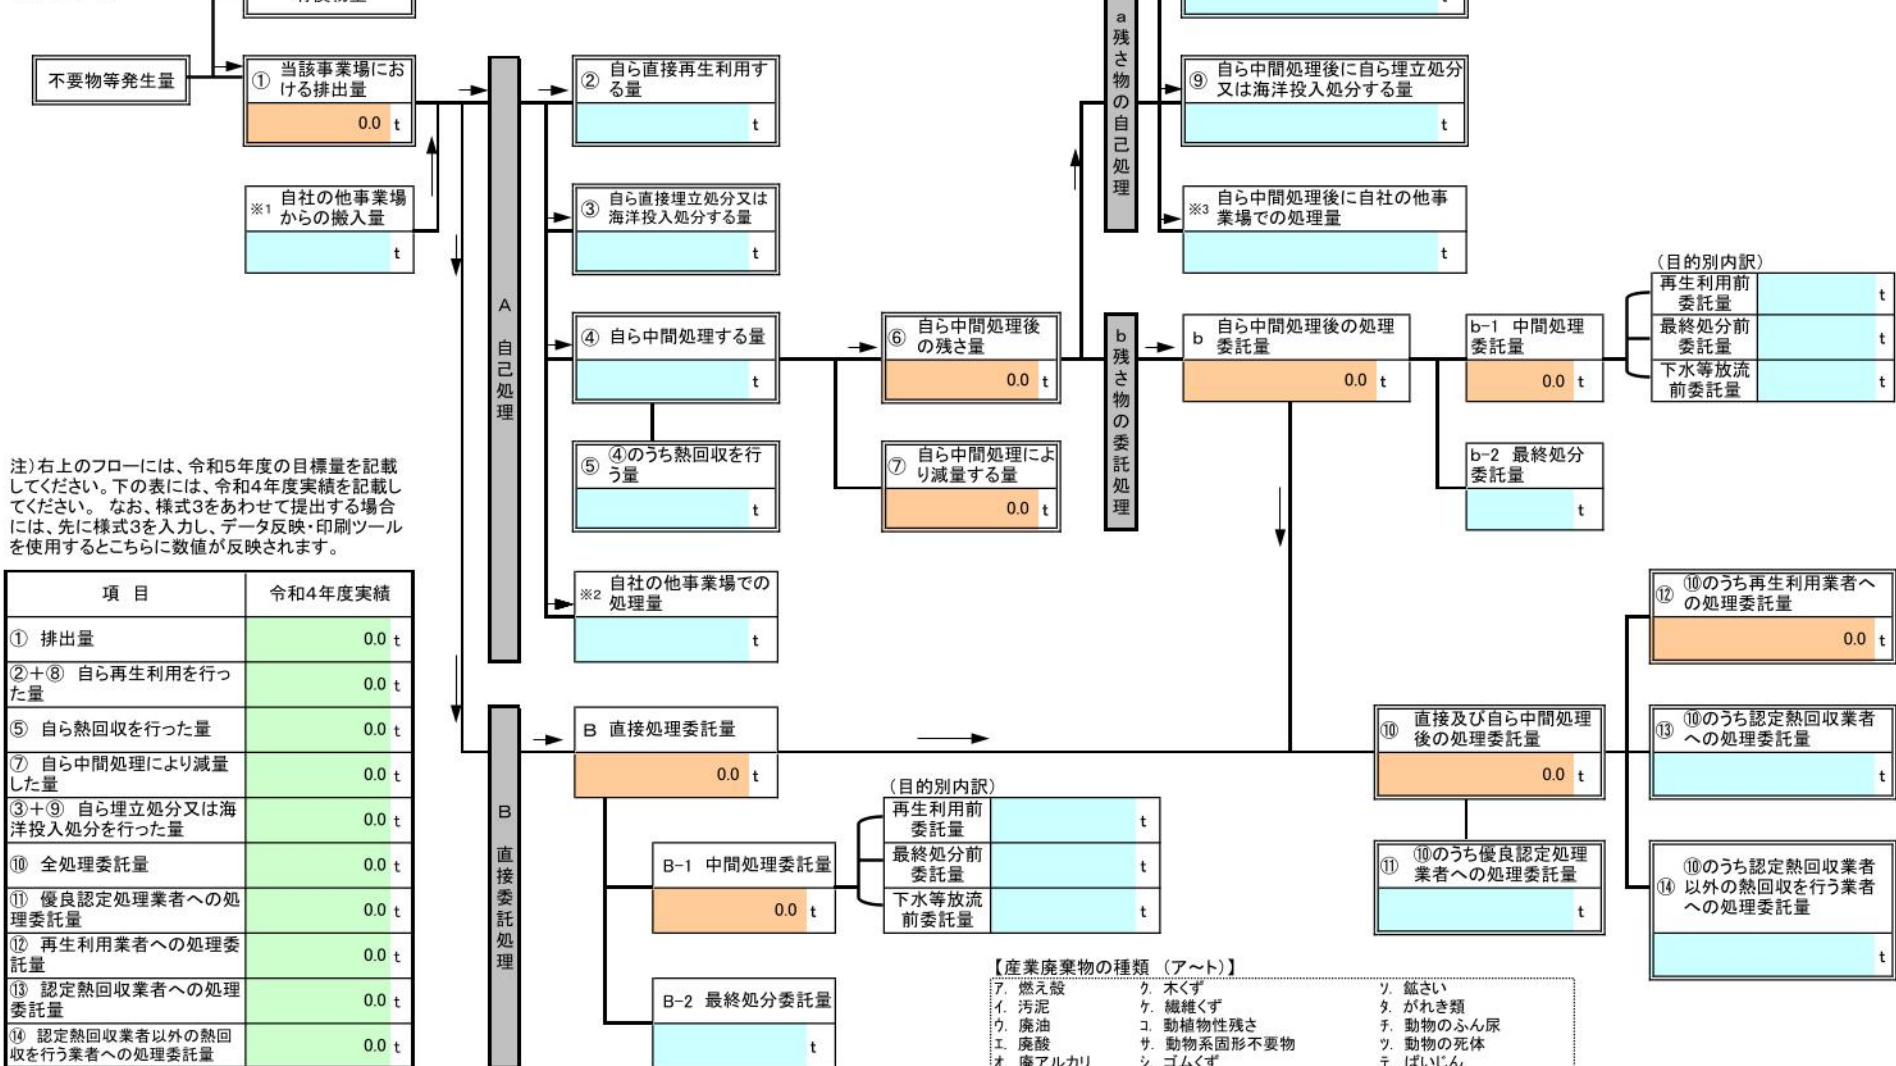 不要物等発生量
① 当該事業場にお
ける排出量
0.0 t
※1 自社の他事業場
からの搬入量
t
A 自己処理
② 自ら直接再生利用す
る量
t
③ 自ら直接埋立処分又は
海洋投入処分する量
t
④ 自ら中間処理する量
t
⑤ ④のうち熱回収を行
う量
t
※2 自社の他事業場での
処理量
t
⑥ 自ら中間処理後
の残さ量
0.0 t
⑦ 自ら中間処理によ
り減量する量
0.0 t
a 残さ物の自己処理
t
⑨ 自ら中間処理後に自ら埋立処分
又は海洋投入処分する量
t
※3 自ら中間処理後に自社の他事
業場での処理量
t
b 残さ物の委託処理
b 自ら中間処理後の処理
委託量
0.0 t
b-1 中間処理
委託量
0.0 t
(目的別内訳)
再生利用前
委託量
t
最終処分前
委託量
t
下水等放流
前委託量
t
b-2 最終処分
委託量
t
注)右上のフローには、令和5年度の目標量を記載
してください。下の表には、令和4年度実績を記載し
てください。 なお、様式3をあわせて提出する場合
には、先に様式3を入力し、データ反映・印刷ツール
を使用するとこちらに数値が反映されます。
項 目 令和4年度実績
① 排出量 0.0 t
②+⑧ 自ら再生利用を行っ
た量 0.0 t
⑤ 自ら熱回収を行った量 0.0 t
⑦ 自ら中間処理により減量
した量 0.0 t
③+⑨ 自ら埋立処分又は海
洋投入処分を行った量 0.0 t
⑩ 全処理委託量 0.0 t
⑪ 優良認定処理業者への処
理委託量 0.0 t
⑫ 再生利用業者への処理委
託量 0.0 t
⑬ 認定熱回収業者への処理
委託量 0.0 t
⑭ 認定熱回収業者以外の熱回
収を行う業者への処理委託量 0.0 t
B 直接委託処理
B 直接処理委託量
0.0 t
B-1 中間処理委託量
0.0 t
(目的別内訳)
再生利用前
委託量
t
最終処分前
委託量
t
下水等放流
前委託量
t
B-2 最終処分委託量
t
⑩ 直接及び自ら中間処理
後の処理委託量
0.0 t
⑪ ⑩のうち優良認定処理
業者への処理委託量
t
⑫ ⑩のうち再生利用業者へ
の処理委託量
0.0 t
⑬ ⑩のうち認定熱回収業者
への処理委託量
t
⑭ ⑩のうち認定熱回収業者
以外の熱回収を行う業者
への処理委託量
t
【産業廃棄物の種類 (ア～ト)】
ア. 燃え殻 ク. 木くず ソ. 鉱さい
イ. 汚泥 ケ. 繊維くず タ. がれき類
ウ. 廃油 コ. 動植物性残さ チ. 動物のふん尿
エ. 廃酸 サ. 動物系固形不要物 ツ. 動物の死体
オ. 廃アルカリ シ. ゴムくず テ. ばいじん